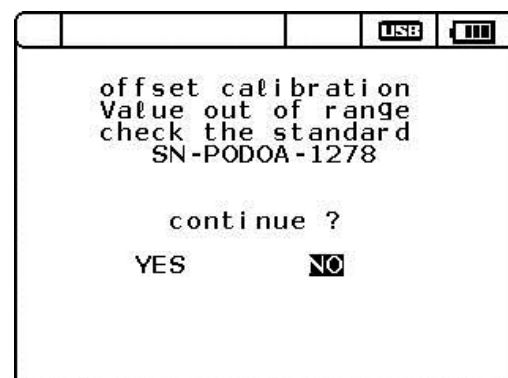 USB
offset calibration
Value out of range
check the standard
SN-PODOA-1278
continue ?
YES NO